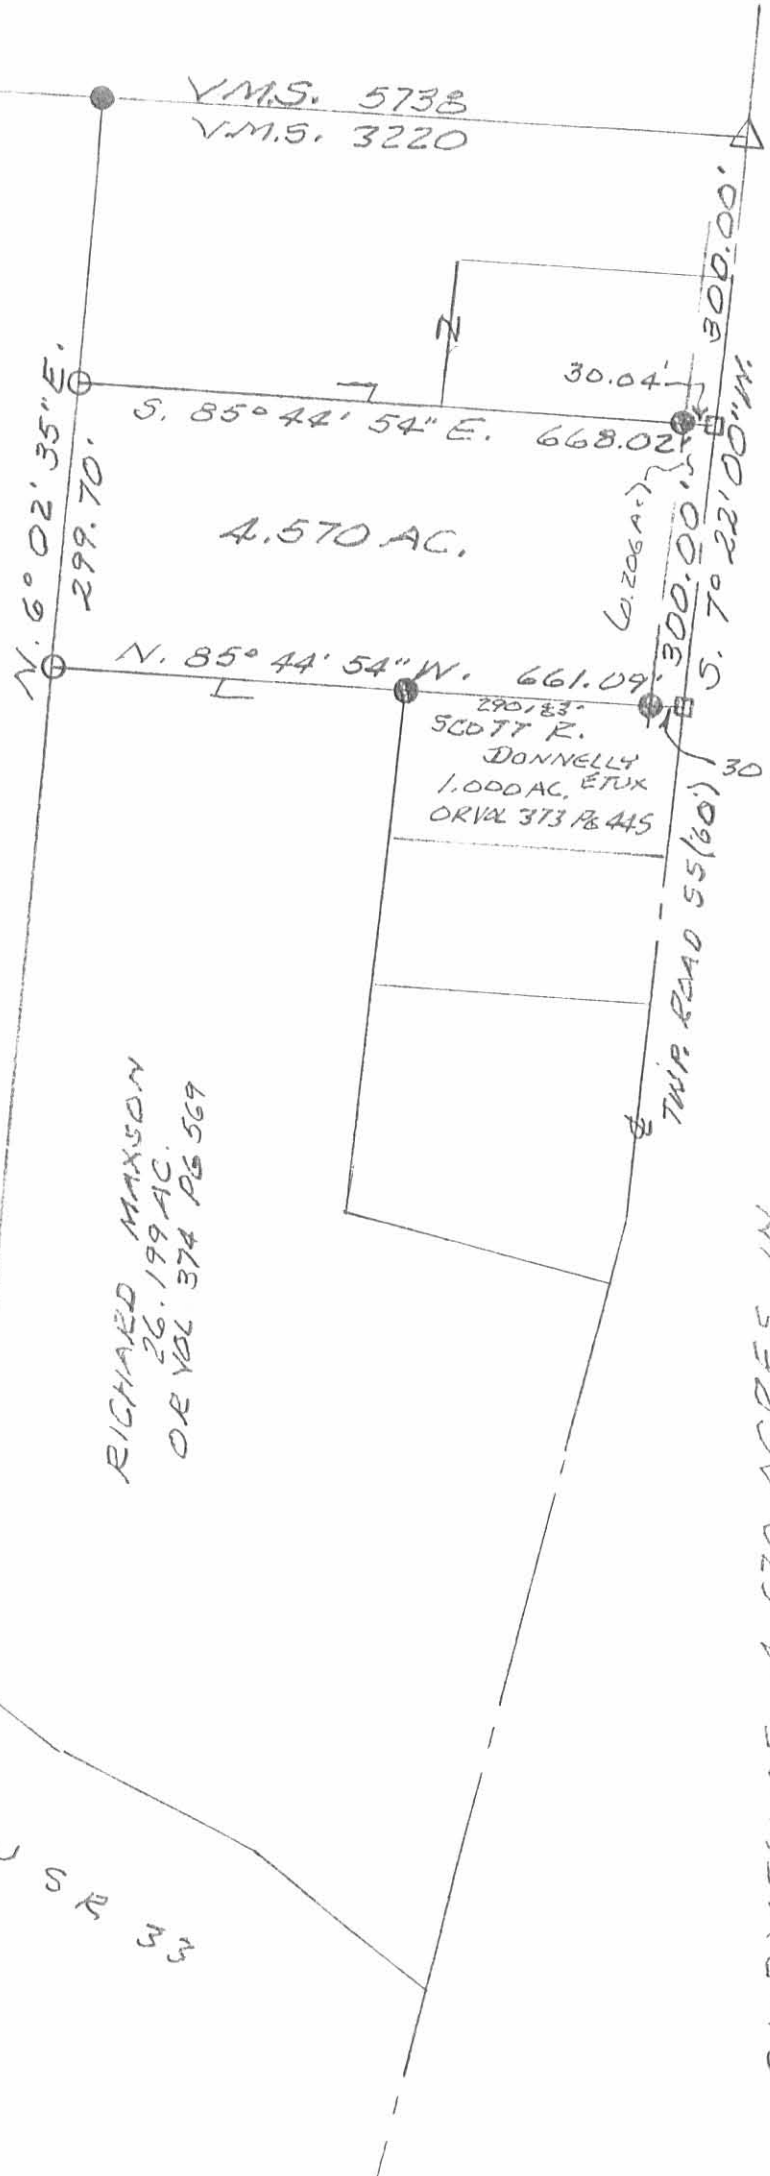 V.M.S. 5738
V.M.S. 3220
300.00'
30.04'
S. 85° 44' 54" E. 668.02'
N. 6° 02' 35" E.
299.70'
4.570 AC.
(0.206 AC.)
300.00'
S. 7° 22' 00" W.
N. 85° 44' 54" W. 661.09'
290.83'
SCOTT R.
DONNELLY
1.000 AC. ETUX
OR VOL 373 PG 445
30
TWP. ROAD 55 (60')
RICHARD MAXSON
26.199 AC.
OR VOL 374 PG 569
U S R 33
ACRES IN